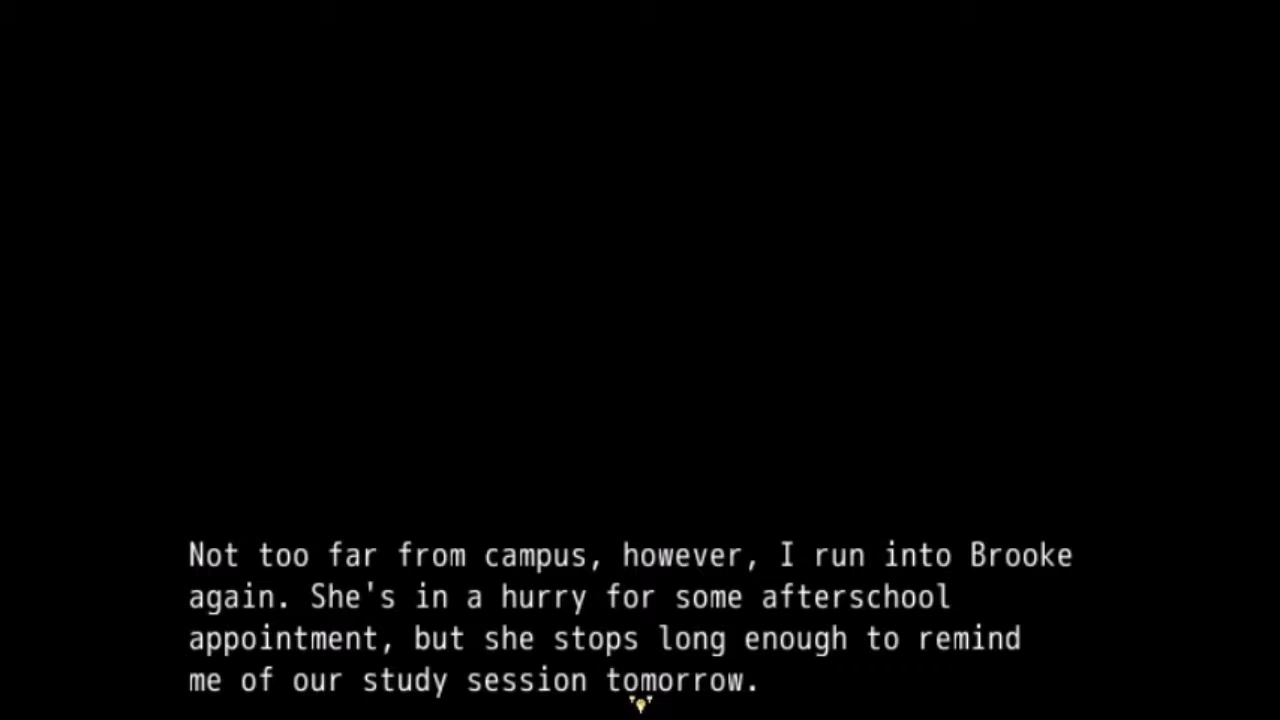 Not too far from campus, however, I run into Brooke
again. She's in a hurry for some afterschool
appointment, but she stops long enough to remind
me of our study session tomorrow.